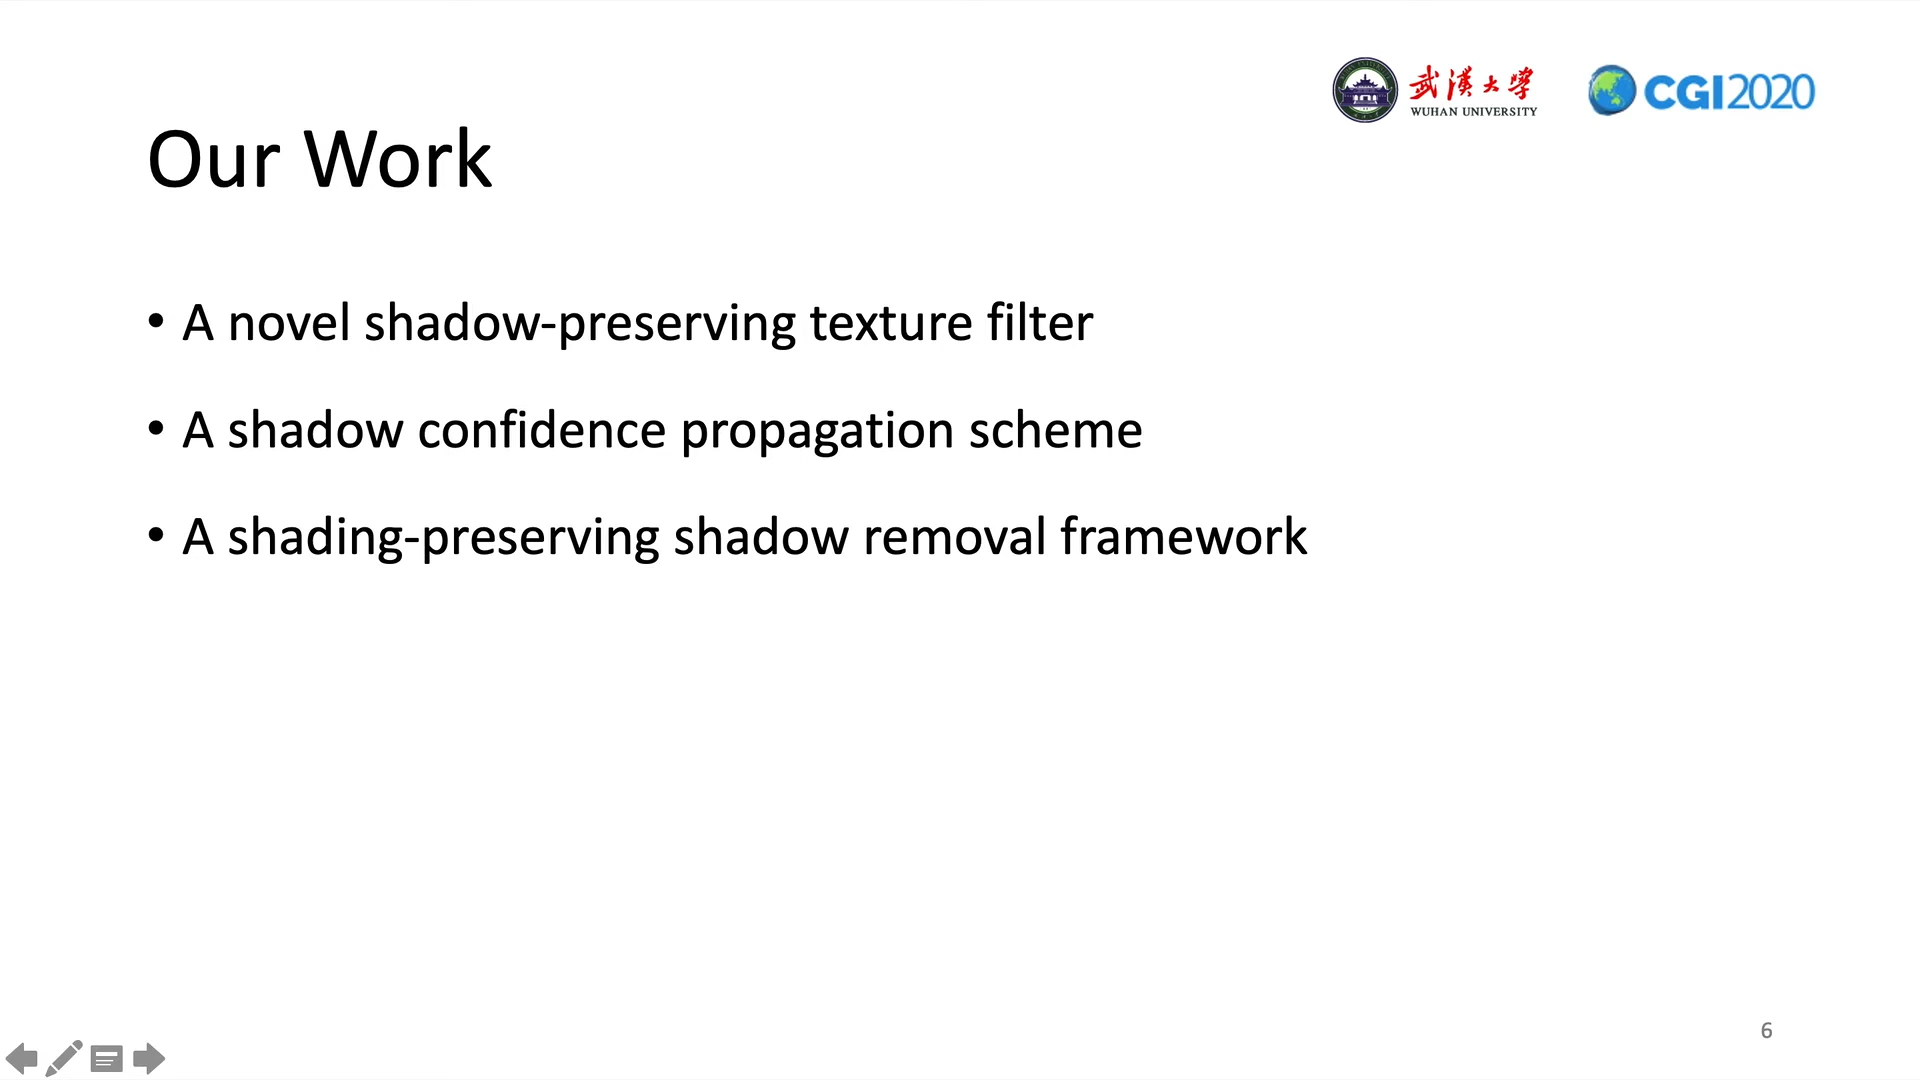 武漢大學
WUHAN UNIVERSITY
CGI2020
Our Work
• A novel shadow-preserving texture filter
• A shadow confidence propagation scheme
• A shading-preserving shadow removal framework
6